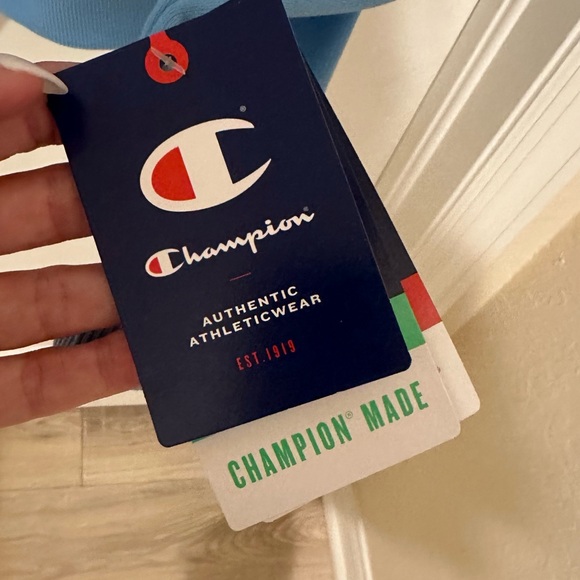 Champion®
AUTHENTIC
ATHLETICWEAR
EST.1919
CHAMPION® MADE